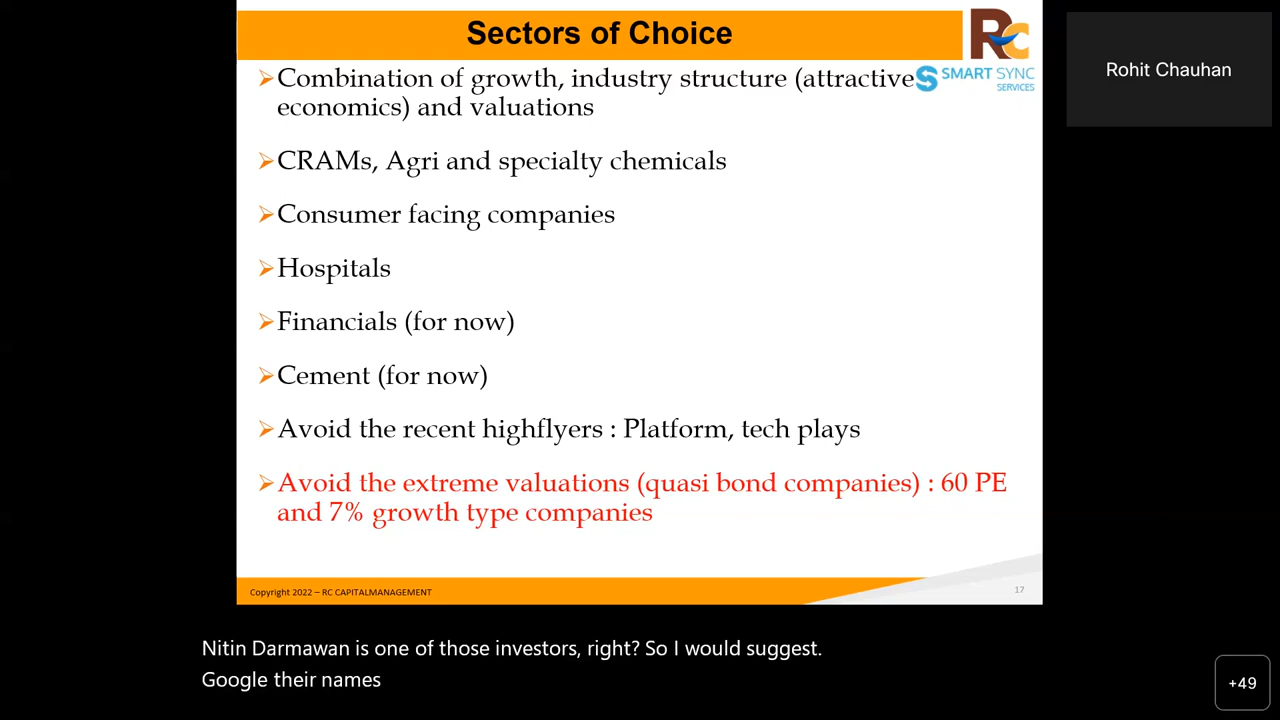 Sectors of Choice
Rc
SMART SYNC
SERVICES
Rohit Chauhan
➢Combination of growth, industry structure (attractive
economics) and valuations
➢CRAMs, Agri and specialty chemicals
➢Consumer facing companies
➢Hospitals
➢Financials (for now)
➢Cement (for now)
➢Avoid the recent highflyers : Platform, tech plays
➢Avoid the extreme valuations (quasi bond companies) : 60 PE
and 7% growth type companies
Copyright 2022 – RC CAPITALMANAGEMENT
17
Nitin Darmawan is one of those investors, right? So I would suggest.
Google their names
+49